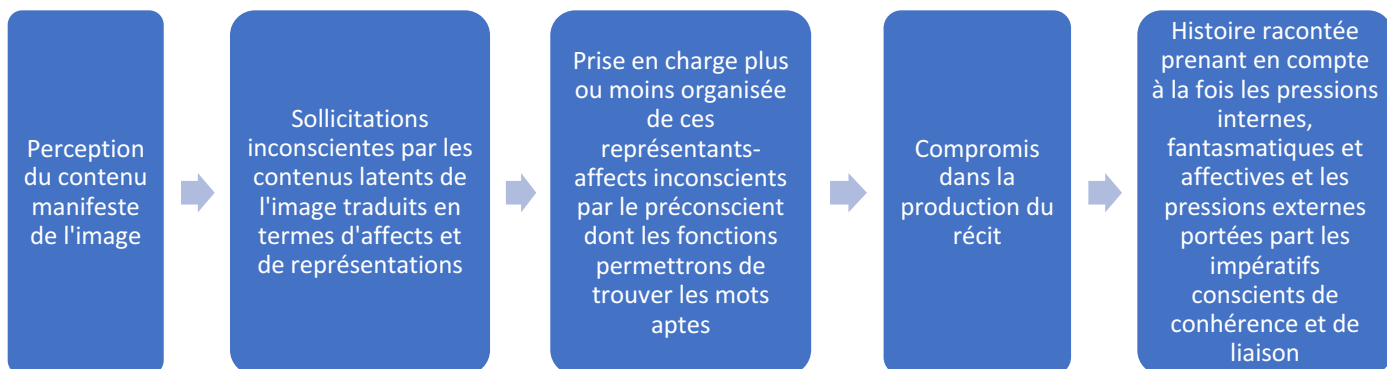 Perception
du contenu
manifeste
de l'image
Sollicitations
inconscientes par les
contenus latents de
l'image traduits en
termes d'affects et
de représentations
Prise en charge plus
ou moins organisée
de ces
représentants-
affects inconscients
par le préconscient
dont les fonctions
permettrons de
trouver les mots
aptes
Compromis
dans la
production du
récit
Histoire racontée
prenant en compte
à la fois les pressions
internes,
fantasmatiques et
affectives et les
pressions externes
portées part les
impératifs
conscients de
conhérence et de
liaison